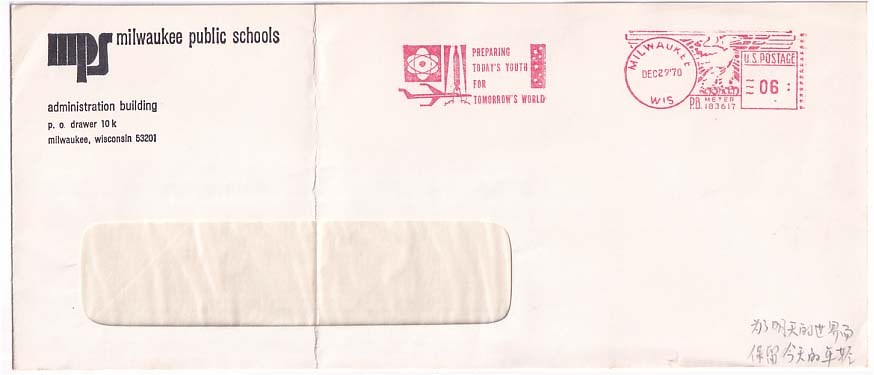 mps milwaukee public schools
administration building
p. o. drawer 10 k
milwaukee, wisconsin 53201
PREPARING
TODAY'S YOUTH
FOR
TOMORROW'S WORLD
MILWAUKEE
DEC29'70
WIS
U.S. POSTAGE
06
P.B. METER
183617
为了明天的世界而
保留今天的年轻